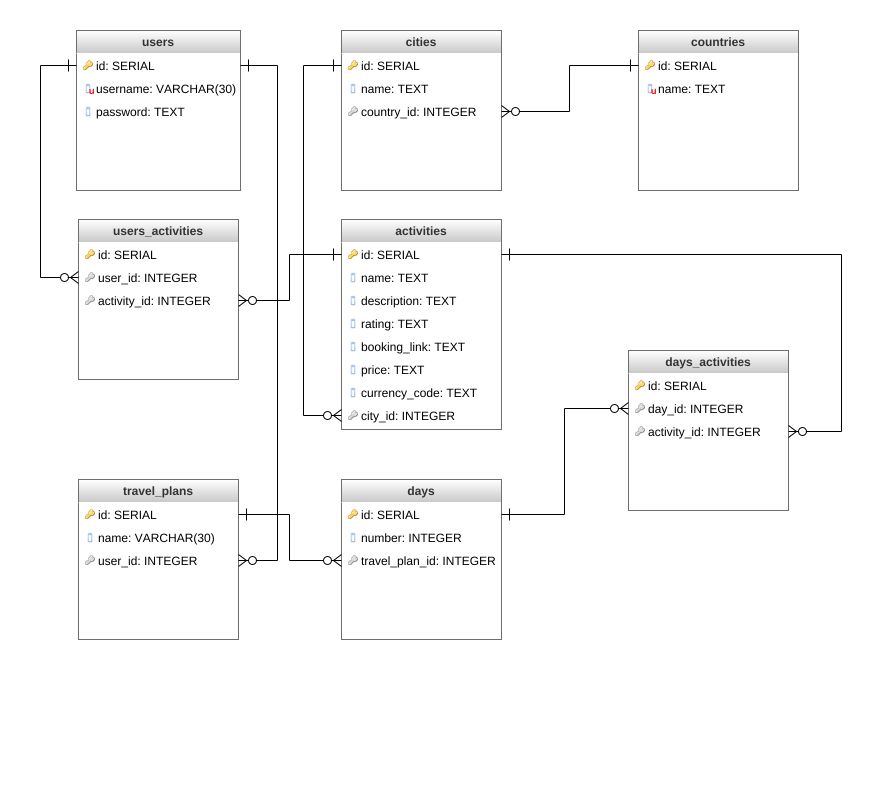 users
id: SERIAL
username: VARCHAR(30)
password: TEXT
cities
id: SERIAL
name: TEXT
country_id: INTEGER
countries
id: SERIAL
name: TEXT
users_activities
id: SERIAL
user_id: INTEGER
activity_id: INTEGER
activities
id: SERIAL
name: TEXT
description: TEXT
rating: TEXT
booking_link: TEXT
price: TEXT
currency_code: TEXT
city_id: INTEGER
days_activities
id: SERIAL
day_id: INTEGER
activity_id: INTEGER
travel_plans
id: SERIAL
name: VARCHAR(30)
user_id: INTEGER
days
id: SERIAL
number: INTEGER
travel_plan_id: INTEGER